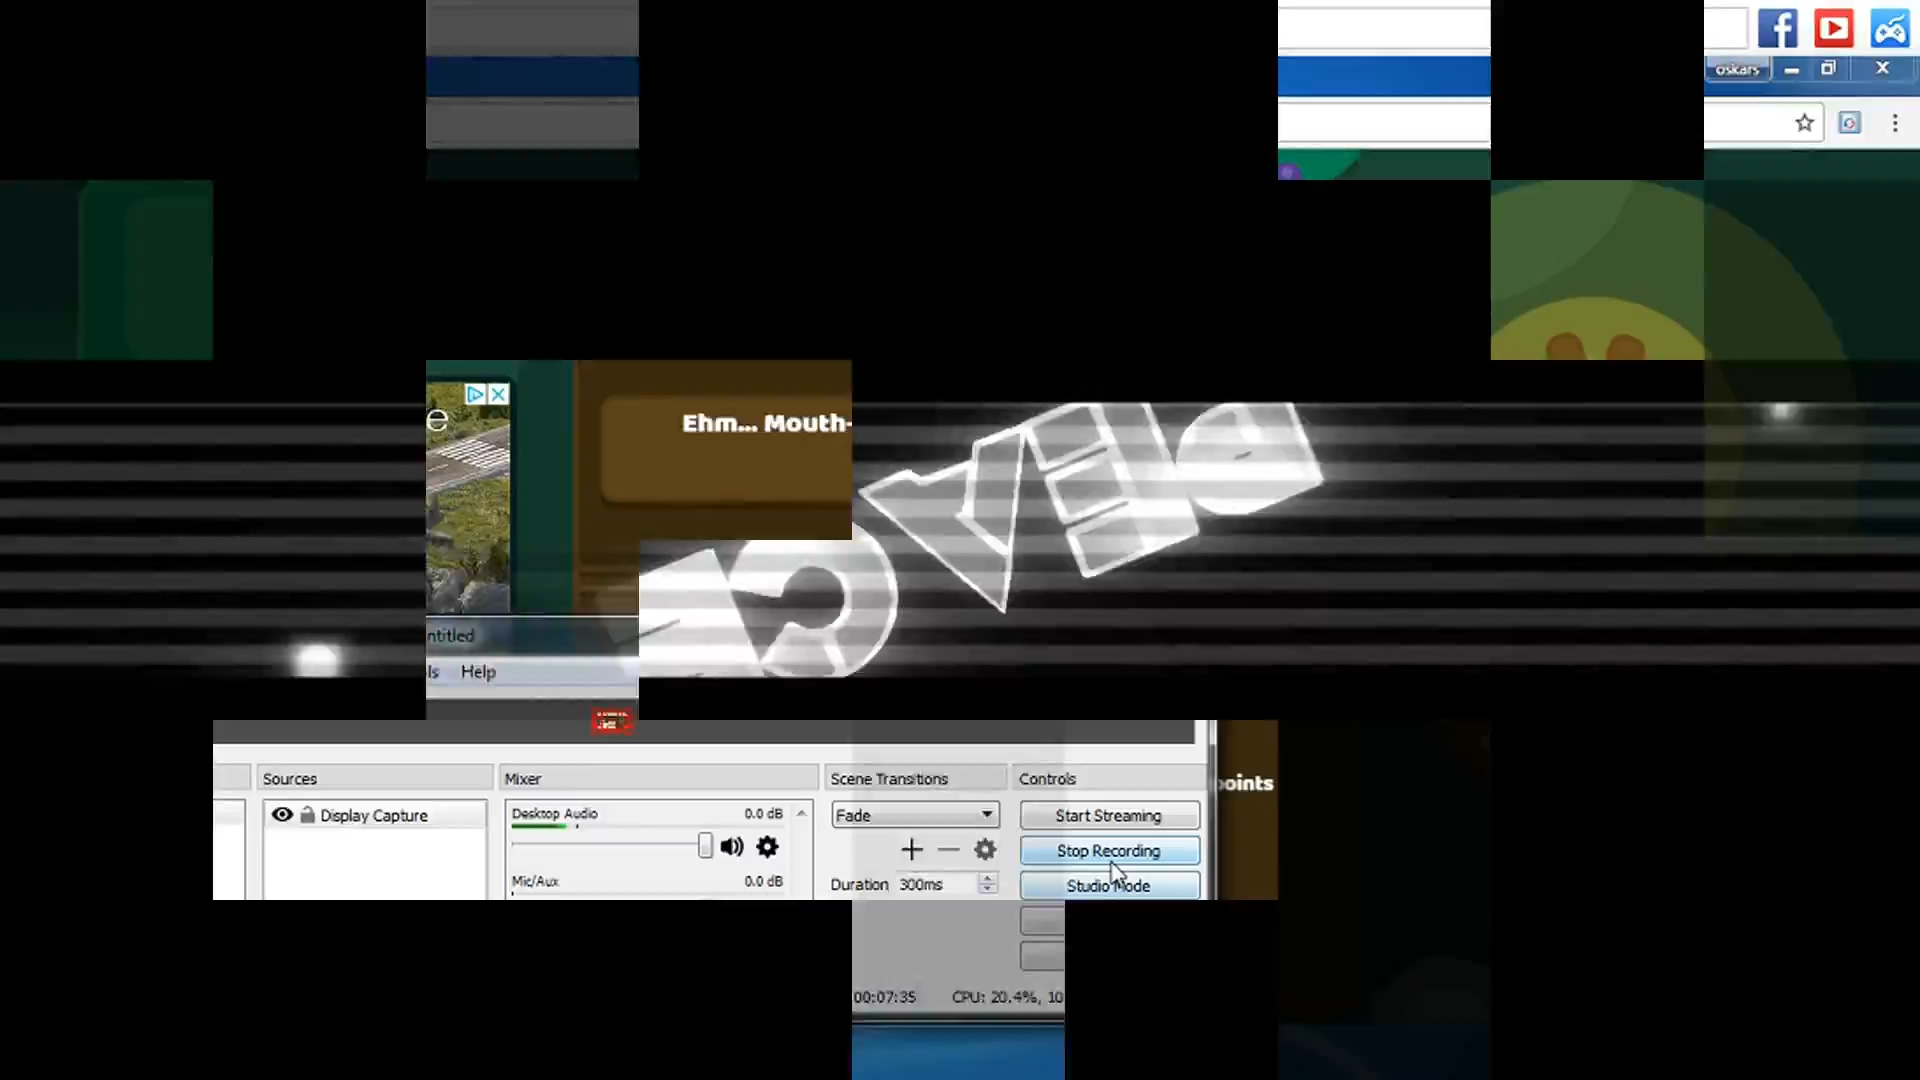 oskars
Ehm... Mouth-
e
ntitled
ls Help
Sources
Mixer
Scene Transitions
Controls
points
Display Capture
Desktop Audio 0.0 dB
Fade
Start Streaming
Stop Recording
Mic/Aux 0.0 dB
Duration 300ms
Studio Mode
00:07:35 CPU: 20.4%, 10